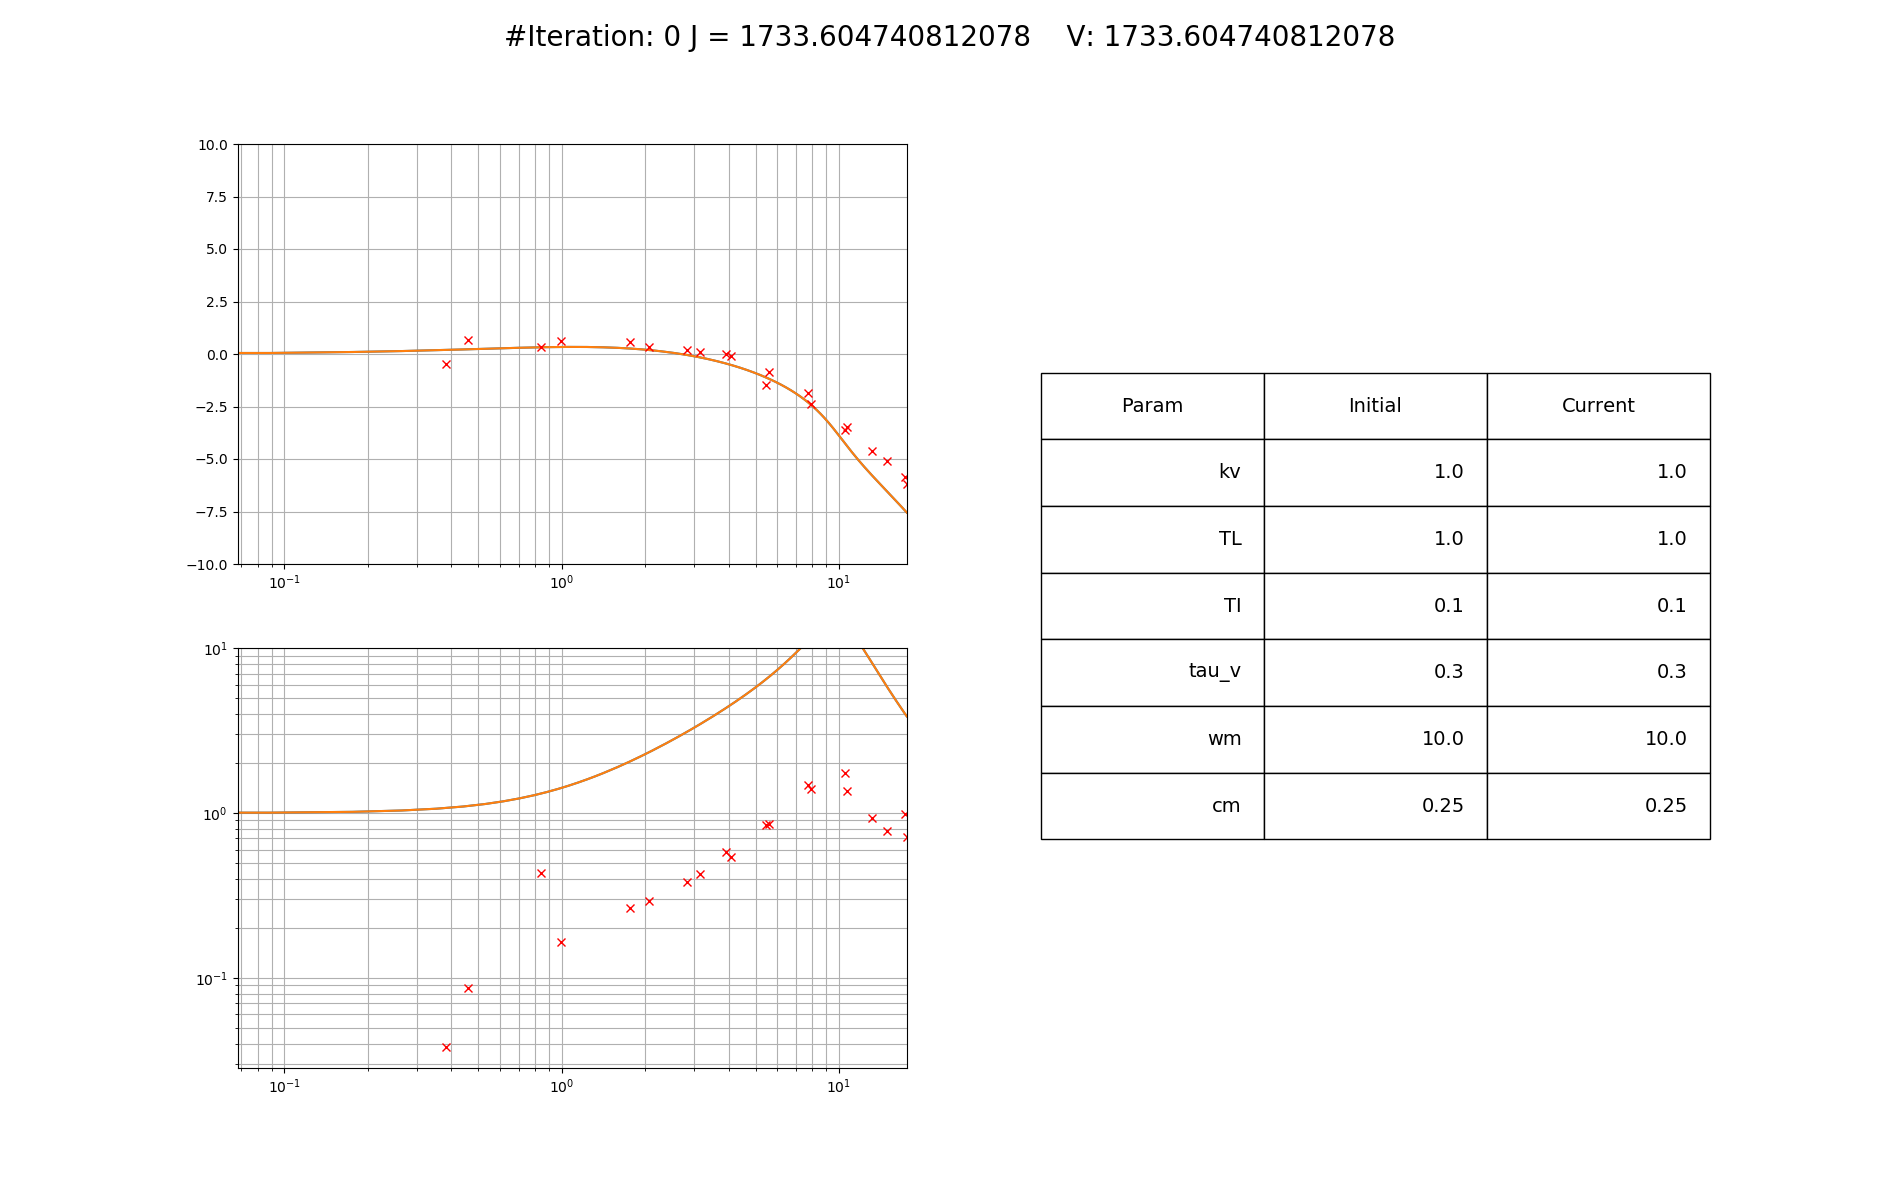 #Iteration: 0 J = 1733.604740812078    V: 1733.604740812078
10.0
7.5
5.0
2.5
0.0
−2.5
−5.0
−7.5
−10.0
10⁻¹ 10⁰ 10¹
10¹
10⁰
10⁻¹
10⁻¹ 10⁰ 10¹
Param Initial Current
kv 1.0 1.0
TL 1.0 1.0
TI 0.1 0.1
tau_v 0.3 0.3
wm 10.0 10.0
cm 0.25 0.25